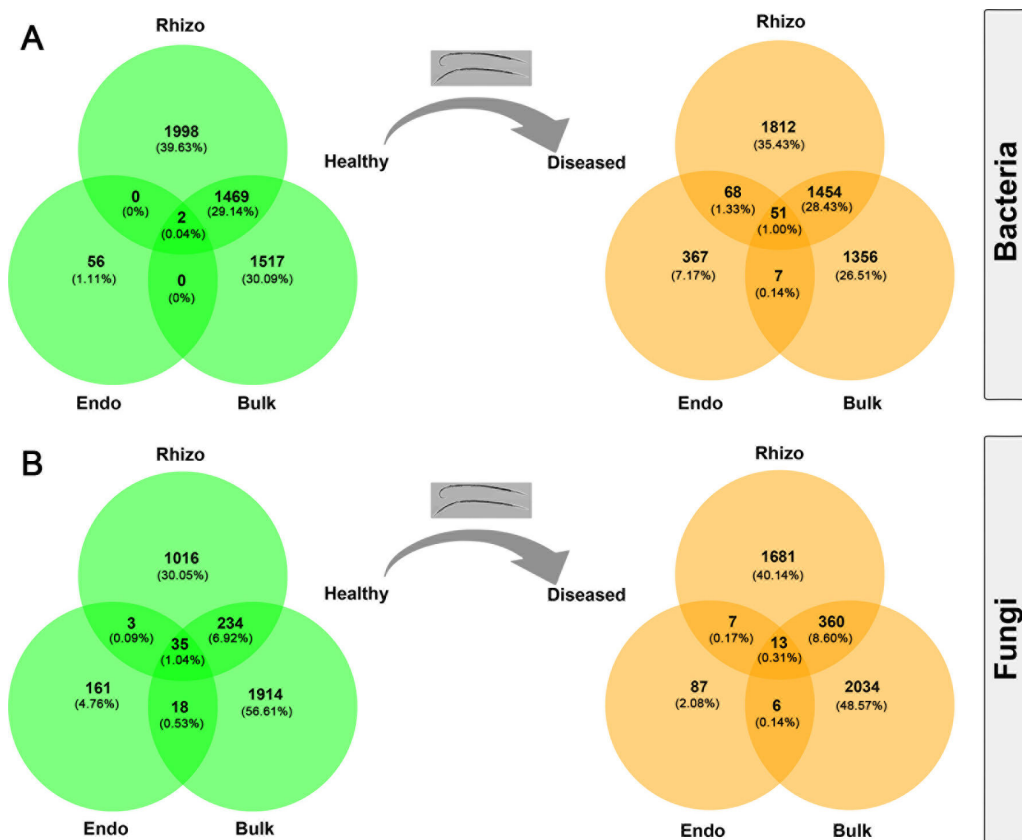 A
Rhizo
1998
(39.63%)
0
(0%)
1469
(29.14%)
2
(0.04%)
56
(1.11%)
0
(0%)
1517
(30.09%)
Endo
Bulk
Healthy
Diseased
Rhizo
1812
(35.43%)
68
(1.33%)
1454
(28.43%)
51
(1.00%)
367
(7.17%)
7
(0.14%)
1356
(26.51%)
Endo
Bulk
Bacteria
B
Rhizo
1016
(30.05%)
3
(0.09%)
234
(6.92%)
35
(1.04%)
161
(4.76%)
18
(0.53%)
1914
(56.61%)
Endo
Bulk
Healthy
Diseased
Rhizo
1681
(40.14%)
7
(0.17%)
360
(8.60%)
13
(0.31%)
87
(2.08%)
6
(0.14%)
2034
(48.57%)
Endo
Bulk
Fungi